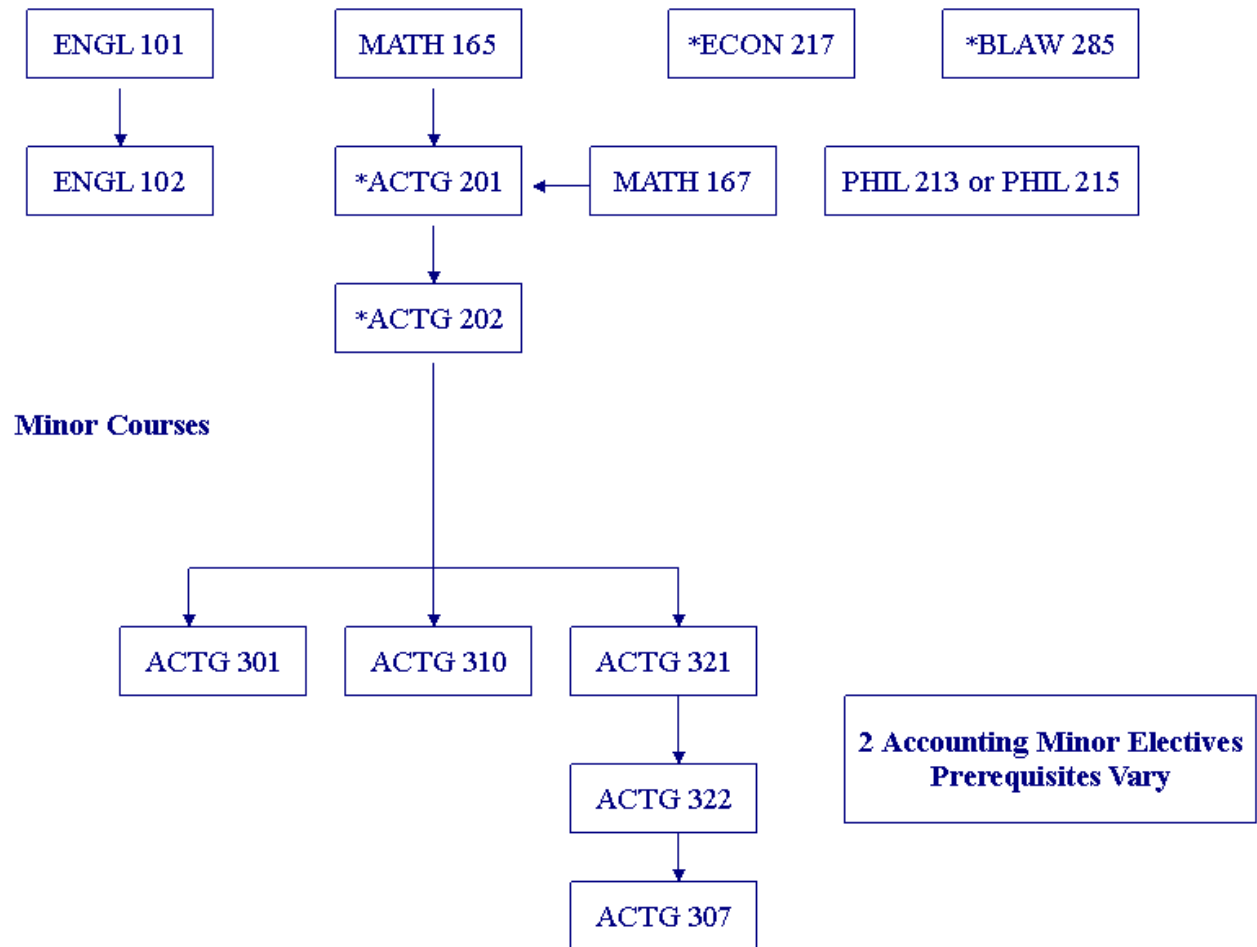 ENGL 101
MATH 165
*ECON 217
*BLAW 285
ENGL 102
*ACTG 201
MATH 167
PHIL 213 or PHIL 215
*ACTG 202
Minor Courses
ACTG 301
ACTG 310
ACTG 321
2 Accounting Minor Electives
Prerequisites Vary
ACTG 322
ACTG 307